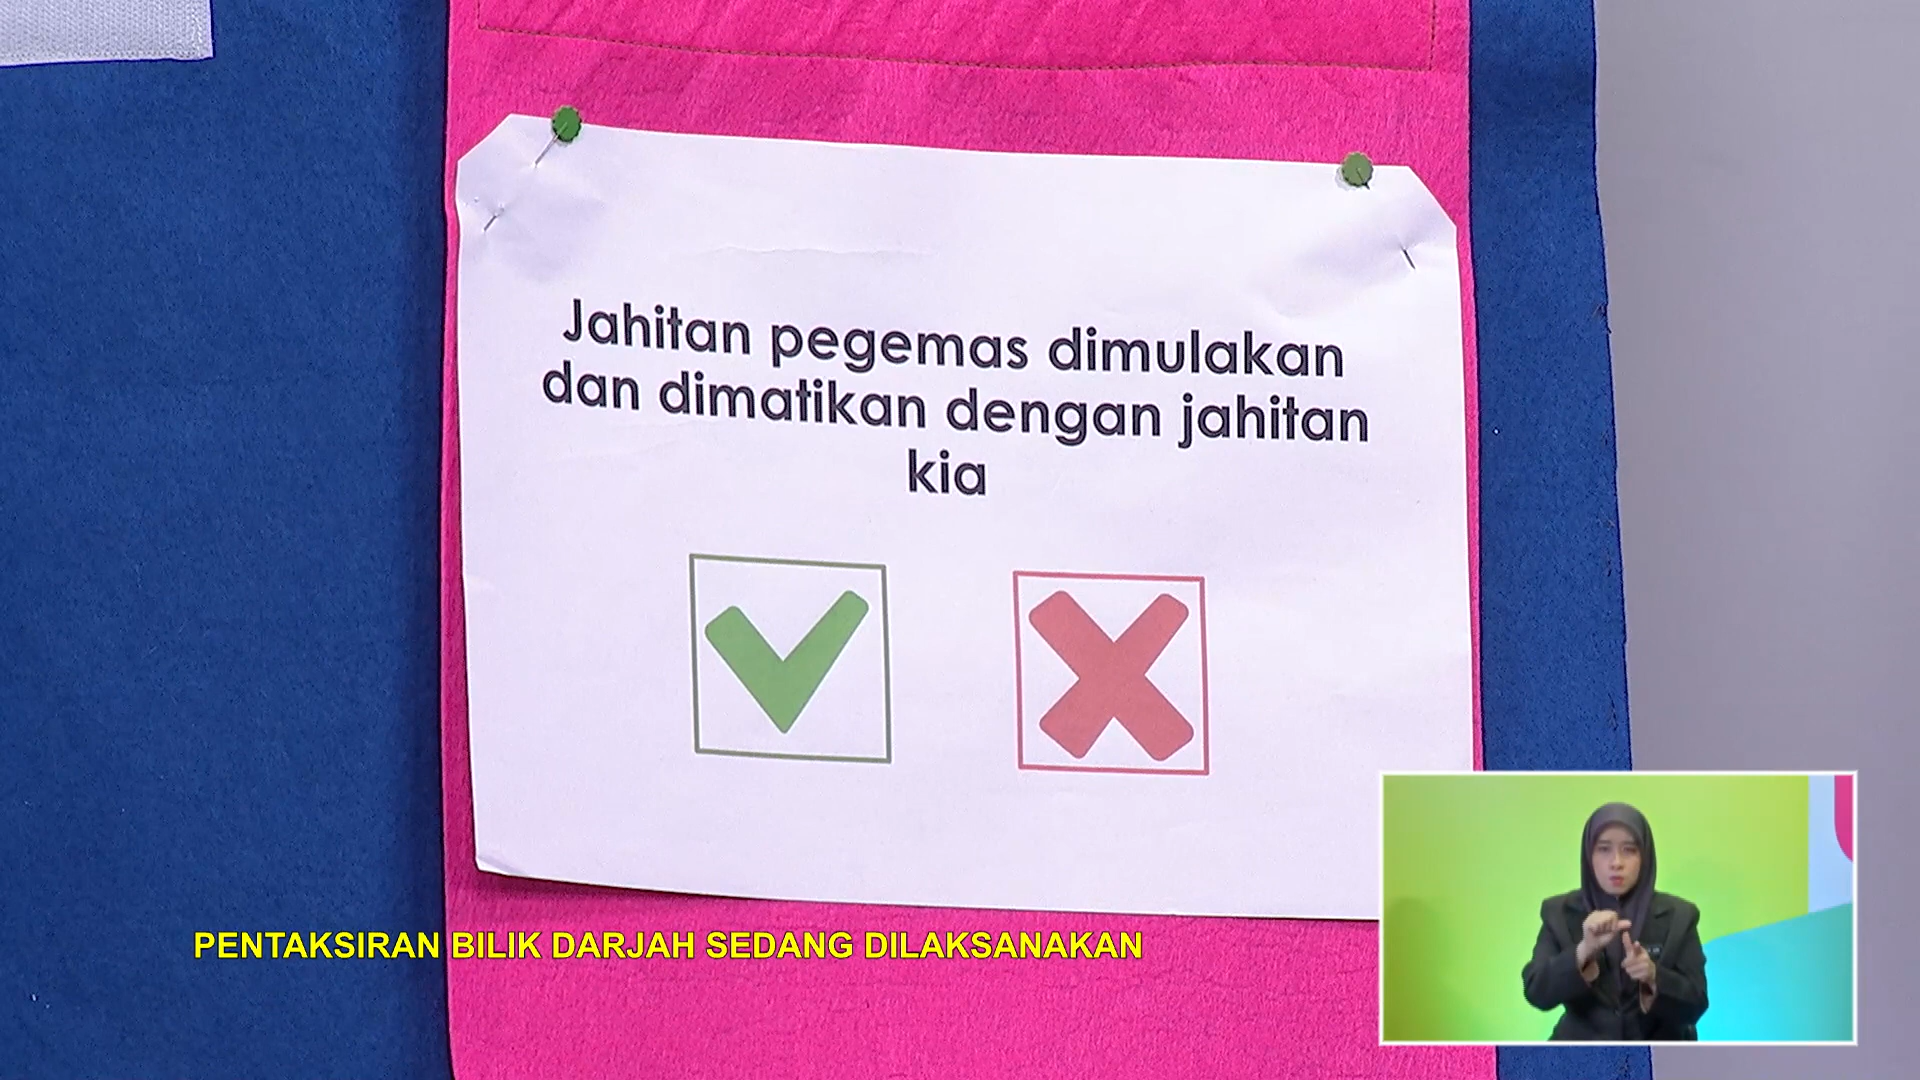 Jahitan pegemas dimulakan
dan dimatikan dengan jahitan
kia
PENTAKSIRAN BILIK DARJAH SEDANG DILAKSANAKAN